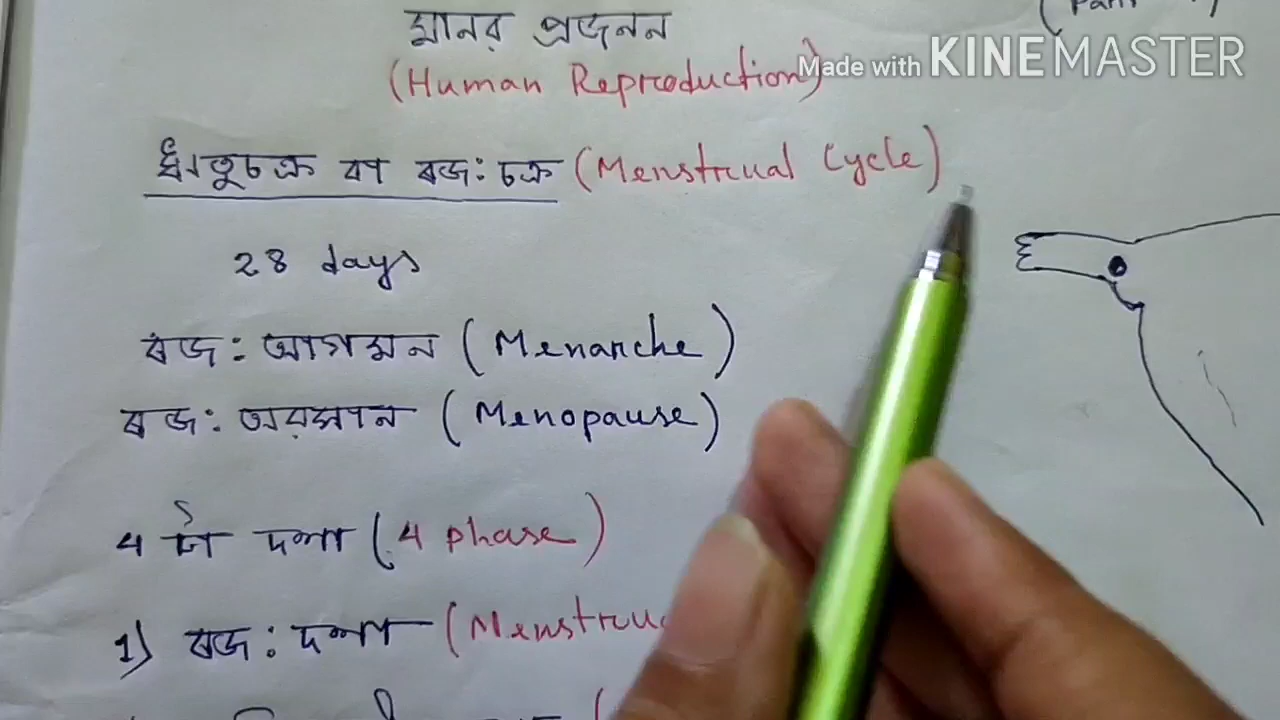 মানৱ প্ৰজনন
(Human Reproduction)
Made with KINEMASTER
ঋতুচক্ৰ বা ৰজ: চক্ৰ (Menstrual Cycle)
28 days
ৰজ: আগমন (Menarche)
ৰজ: অৱসান (Menopause)
4 টা দশা (4 phase)
1) ৰজ: দশা (Menstrua